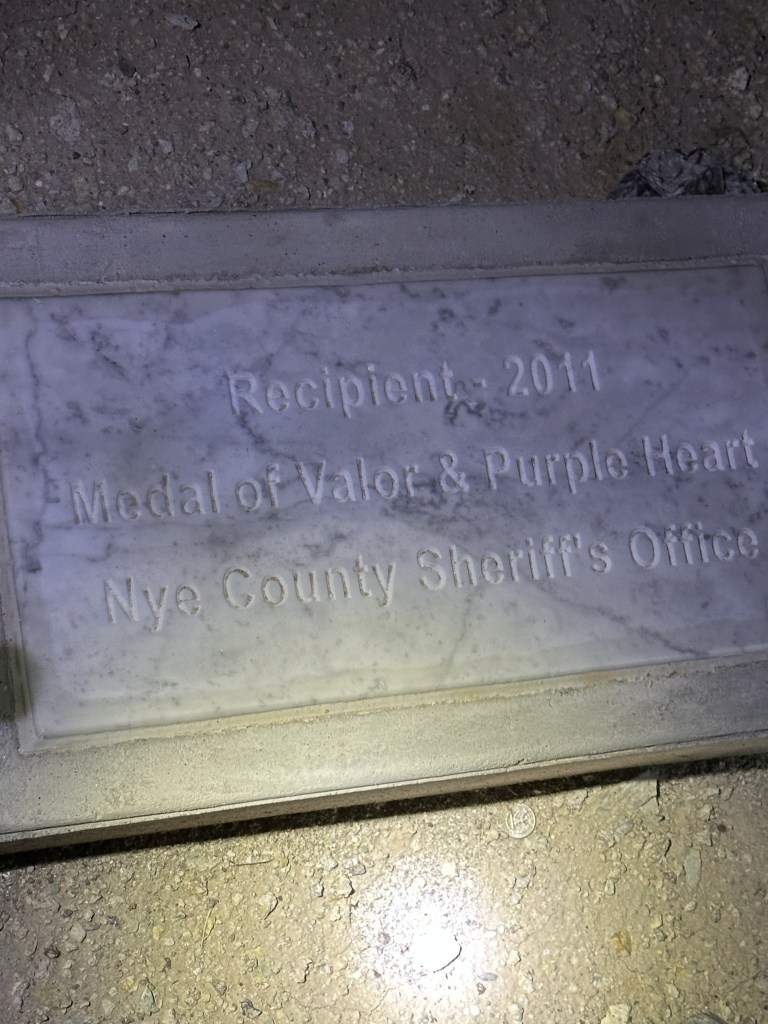 Recipient - 2011
Medal of Valor & Purple Heart
Nye County Sheriff's Office